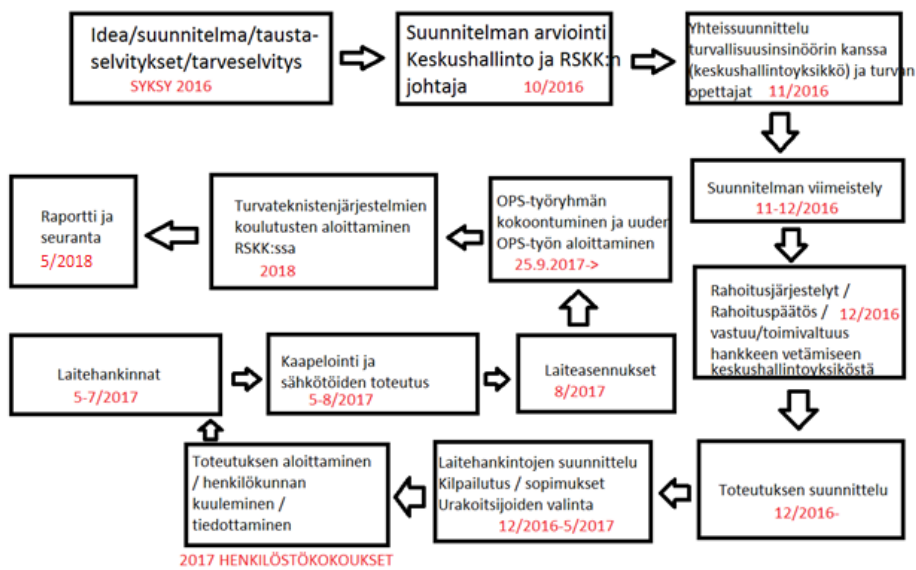 Idea/suunnitelma/tausta-
selvitykset/tarveselvitys
SYKSY 2016
Suunnitelman arviointi
Keskushallinto ja RSKK:n
johtaja 10/2016
Yhteissuunnittelu
turvallisuusinsinöörin kanssa
(keskushallintoyksikkö) ja turvan
opettajat 11/2016
Suunnitelman viimeistely
11-12/2016
Rahoitusjärjestelyt /
Rahoituspäätös / 12/2016
vastuu/toimivaltuus
hankkeen vetämiseen
keskushallintoyksiköstä
Toteutuksen suunnittelu
12/2016-
Laitehankintojen suunnittelu
Kilpailutus / sopimukset
Urakoitsijoiden valinta
12/2016-5/2017
Toteutuksen aloittaminen
/ henkilökunnan
kuuleminen /
tiedottaminen
2017 HENKILÖSTÖKOKOUKSET
Laitehankinnat
5-7/2017
Kaapelointi ja
sähkötöiden toteutus
5-8/2017
Laiteasennukset
8/2017
OPS-työryhmän
kokoontuminen ja uuden
OPS-työn aloittaminen
25.9.2017->
Turvateknistenjärjestelmien
koulutusten aloittaminen
RSKK:ssa
2018
Raportti ja
seuranta
5/2018